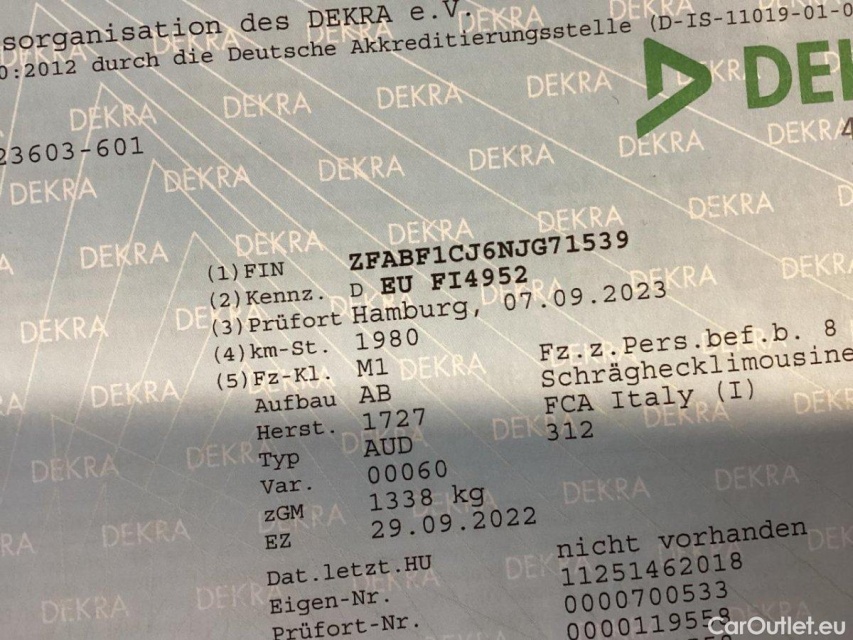 sorganisation des DEKRA e.V.
0:2012 durch die Deutsche Akkreditierungsstelle (D-IS-11019-01-0
DEK
23603-601
(1)FIN ZFABF1CJ6NJG71539
(2)Kennz. D EU FI4952
(3)Prüfort Hamburg, 07.09.2023
(4)km-St. 1980
(5)Fz-Kl. M1 Fz.z.Pers.bef.b. 8
Aufbau AB Schräghecklimousine
Herst. 1727 FCA Italy (I)
Typ AUD 312
Var. 00060
zGM 1338 kg
EZ 29.09.2022
Dat.letzt.HU nicht vorhanden
Eigen-Nr. 11251462018
Prüfort-Nr. 0000700533
0000119558
CarOutlet.eu